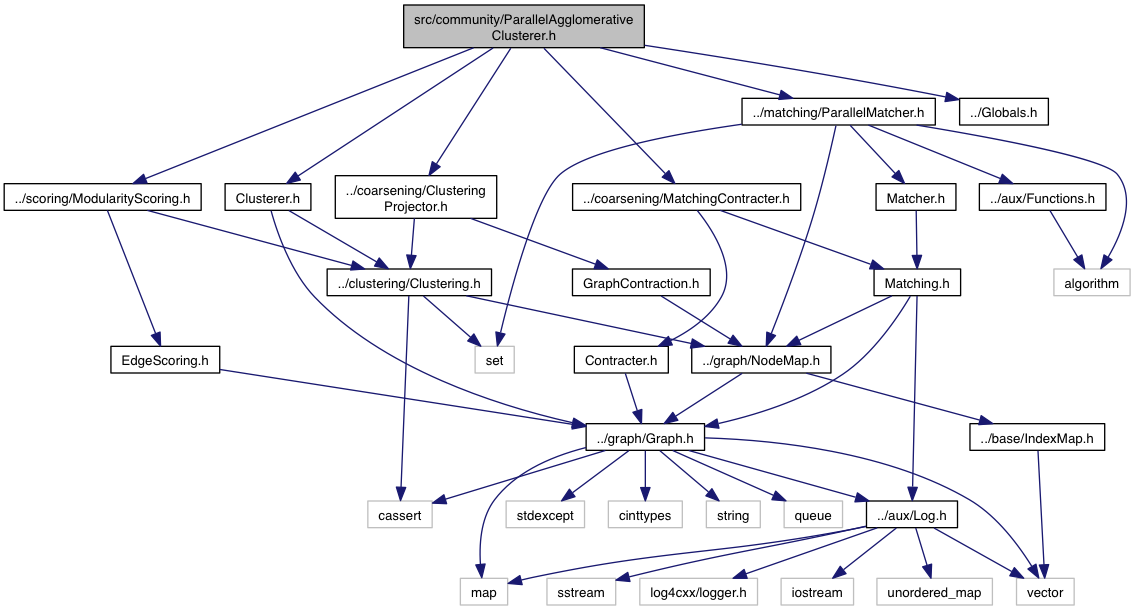 src/community/ParallelAgglomerative
Clusterer.h
../matching/ParallelMatcher.h
../Globals.h
../scoring/ModularityScoring.h
Clusterer.h
../coarsening/Clustering
Projector.h
../coarsening/MatchingContracter.h
Matcher.h
../aux/Functions.h
../clustering/Clustering.h
GraphContraction.h
Matching.h
algorithm
EdgeScoring.h
set
Contracter.h
../graph/NodeMap.h
../graph/Graph.h
../base/IndexMap.h
cassert
stdexcept
cinttypes
string
queue
../aux/Log.h
map
sstream
log4cxx/logger.h
iostream
unordered_map
vector